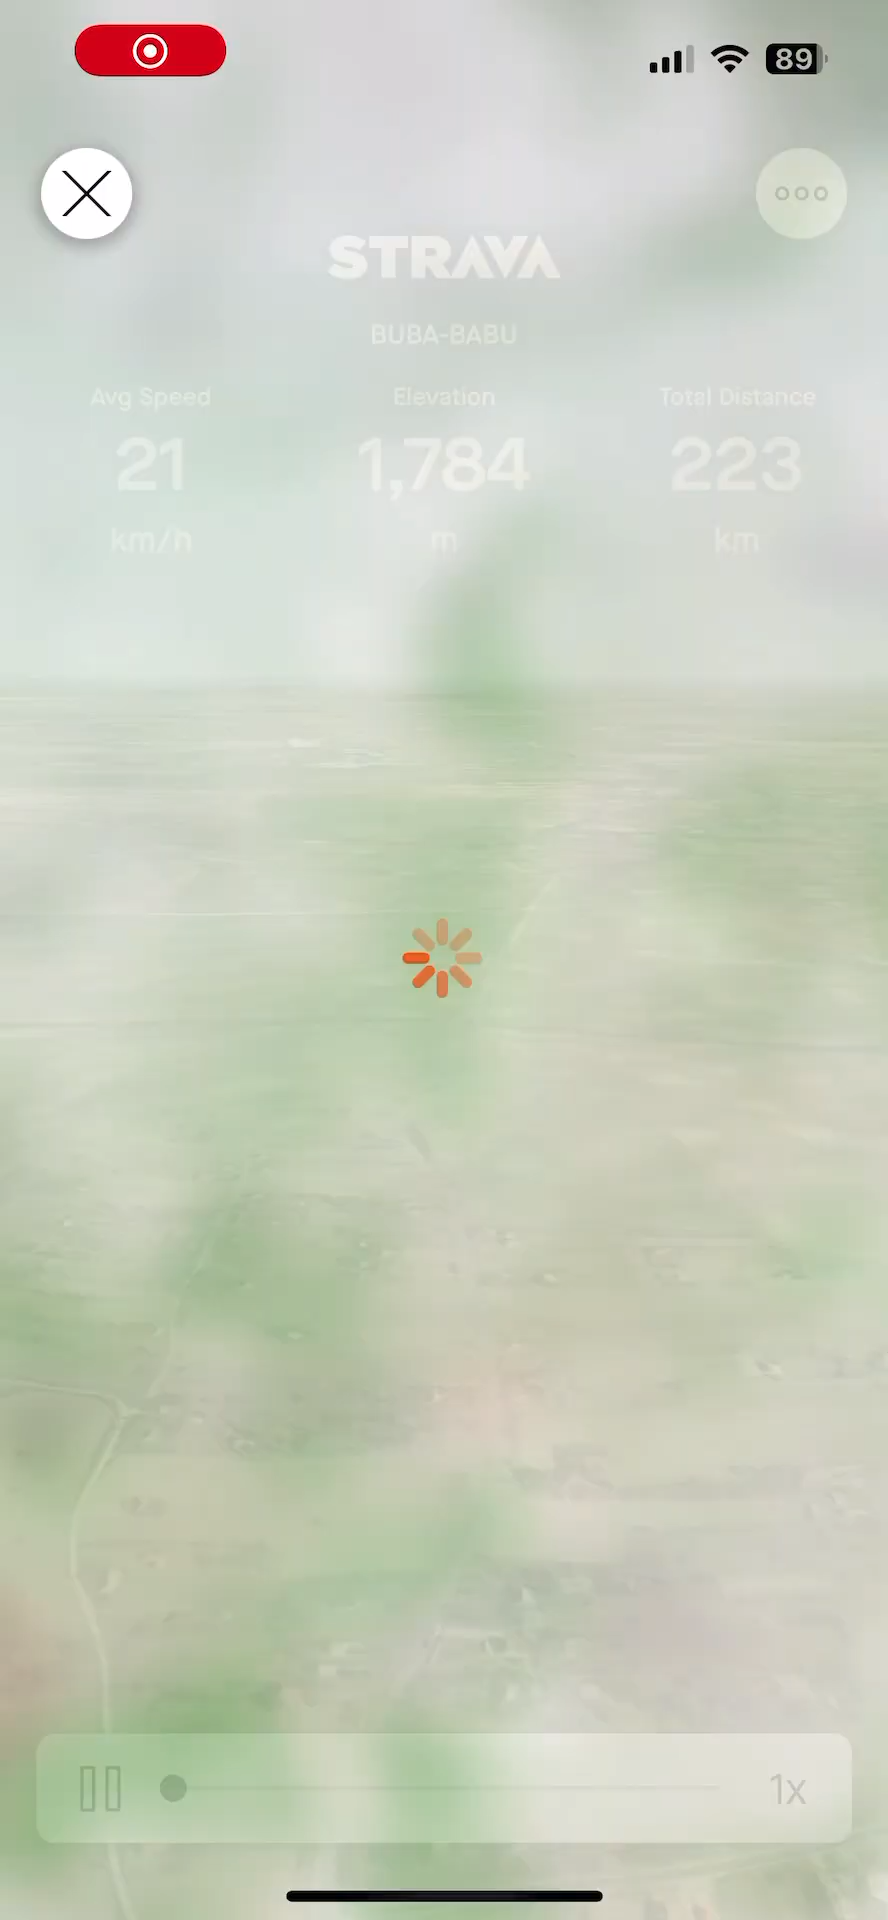 89
STRAVA
BUBA-BABU
Avg Speed
Elevation
Total Distance
21
1,784
223
km/h
m
km
1x